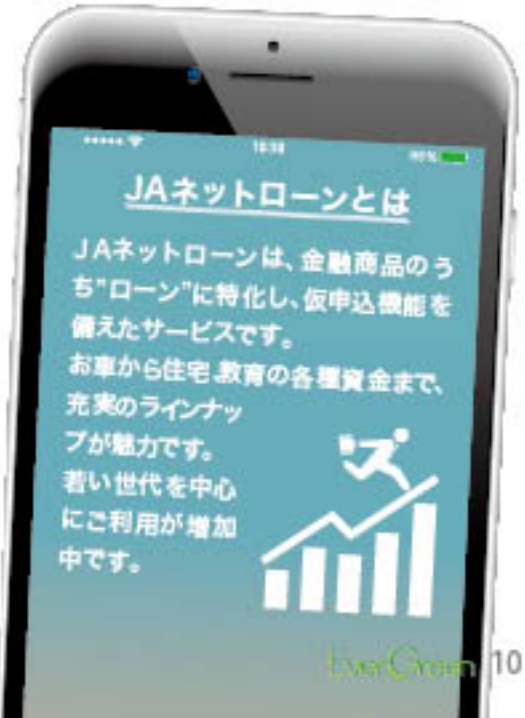 10:38
JAネットローンとは
JAネットローンは、金融商品のう
ち"ローン"に特化し、仮申込機能を
備えたサービスです。
お車から住宅、教育の各種資金まで、
充実のラインナッ
プが魅力です。
若い世代を中心
にご利用が増加
中です。
EverGreen 10